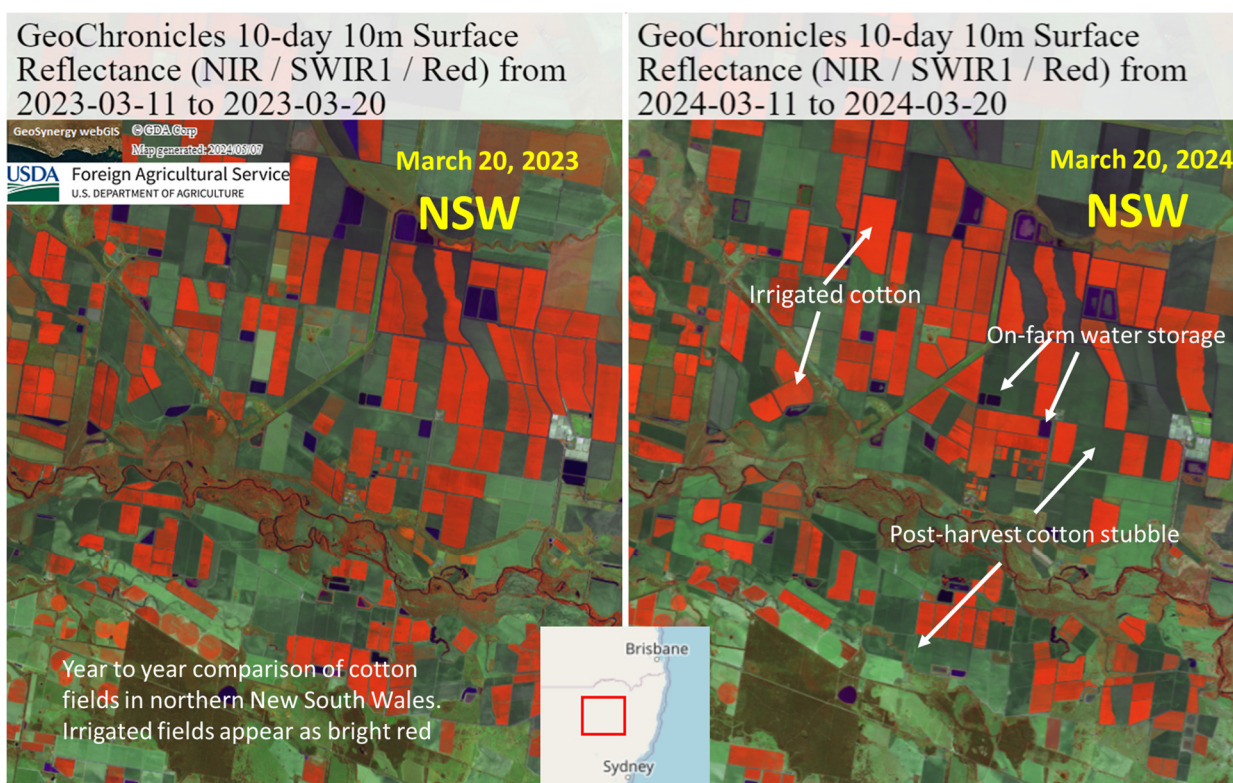 GeoChronicles 10-day 10m Surface
Reflectance (NIR / SWIR1 / Red) from
2023-03-11 to 2023-03-20
GeoSynergy webGIS © GDA Corp
Map generated: 2024/05/07
USDA Foreign Agricultural Service
U.S. DEPARTMENT OF AGRICULTURE
March 20, 2023
NSW
Year to year comparison of cotton
fields in northern New South Wales.
Irrigated fields appear as bright red
GeoChronicles 10-day 10m Surface
Reflectance (NIR / SWIR1 / Red) from
2024-03-11 to 2024-03-20
March 20, 2024
NSW
Irrigated cotton
On-farm water storage
Post-harvest cotton stubble
Brisbane
Sydney